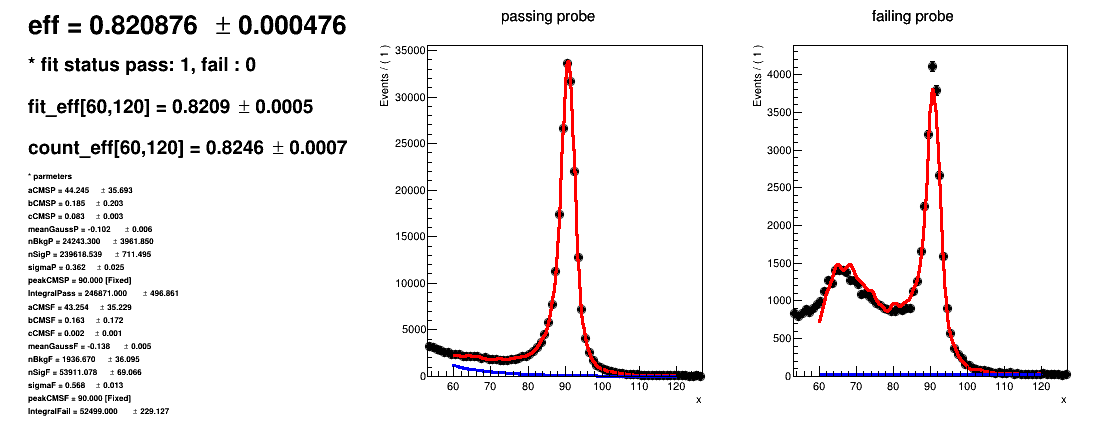 eff = 0.820876 ± 0.000476
* fit status pass: 1, fail : 0
fit_eff[60,120] = 0.8209 ± 0.0005
count_eff[60,120] = 0.8246 ± 0.0007
* parmeters
aCMSP = 44.245 ± 35.693
bCMSP = 0.185 ± 0.203
cCMSP = 0.083 ± 0.003
meanGaussP = -0.102 ± 0.006
nBkgP = 24243.300 ± 3961.850
nSigP = 239618.539 ± 711.495
sigmaP = 0.362 ± 0.025
peakCMSP = 90.000 [Fixed]
IntegralPass = 246871.000 ± 496.861
aCMSF = 43.254 ± 35.229
bCMSF = 0.163 ± 0.172
cCMSF = 0.002 ± 0.001
meanGaussF = -0.138 ± 0.005
nBkgF = 1936.670 ± 36.095
nSigF = 53911.078 ± 69.066
sigmaF = 0.568 ± 0.013
peakCMSF = 90.000 [Fixed]
IntegralFail = 52499.000 ± 229.127
passing probe
Events / ( 1 )
35000
30000
25000
20000
15000
10000
5000
0
60 70 80 90 100 110 120
x
failing probe
Events / ( 1 )
4000
3500
3000
2500
2000
1500
1000
500
0
60 70 80 90 100 110 120
x